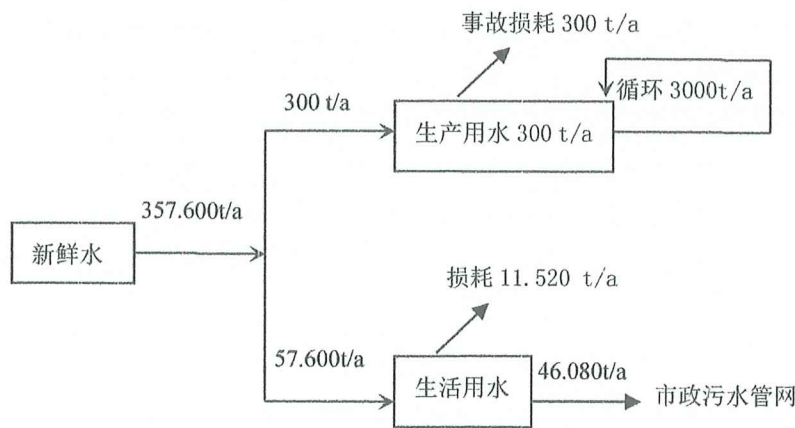 事故损耗 300 t/a
循环 3000t/a
300 t/a
生产用水 300 t/a
357.600t/a
新鲜水
损耗 11.520 t/a
57.600t/a
生活用水
46.080t/a
市政污水管网